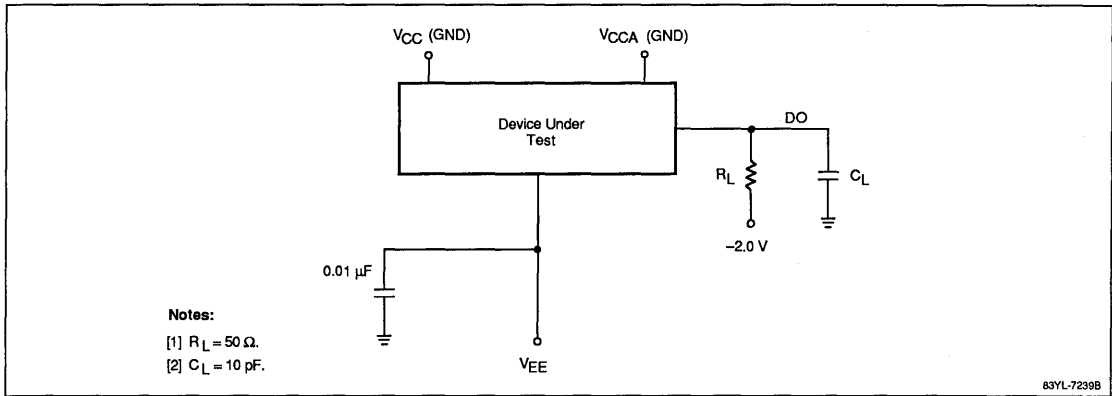 VCC (GND)
VCCA (GND)
Device Under
Test
DO
RL
CL
–2.0 V
0.01 µF
VEE
Notes:
[1] RL = 50 Ω.
[2] CL = 10 pF.
83YL-7239B